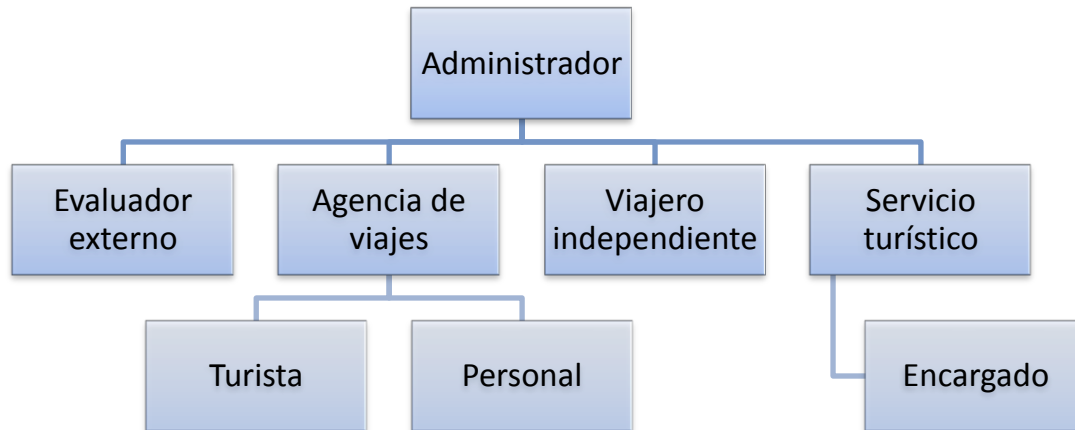 Administrador
Evaluador
externo
Agencia de
viajes
Viajero
independiente
Servicio
turístico
Turista
Personal
Encargado